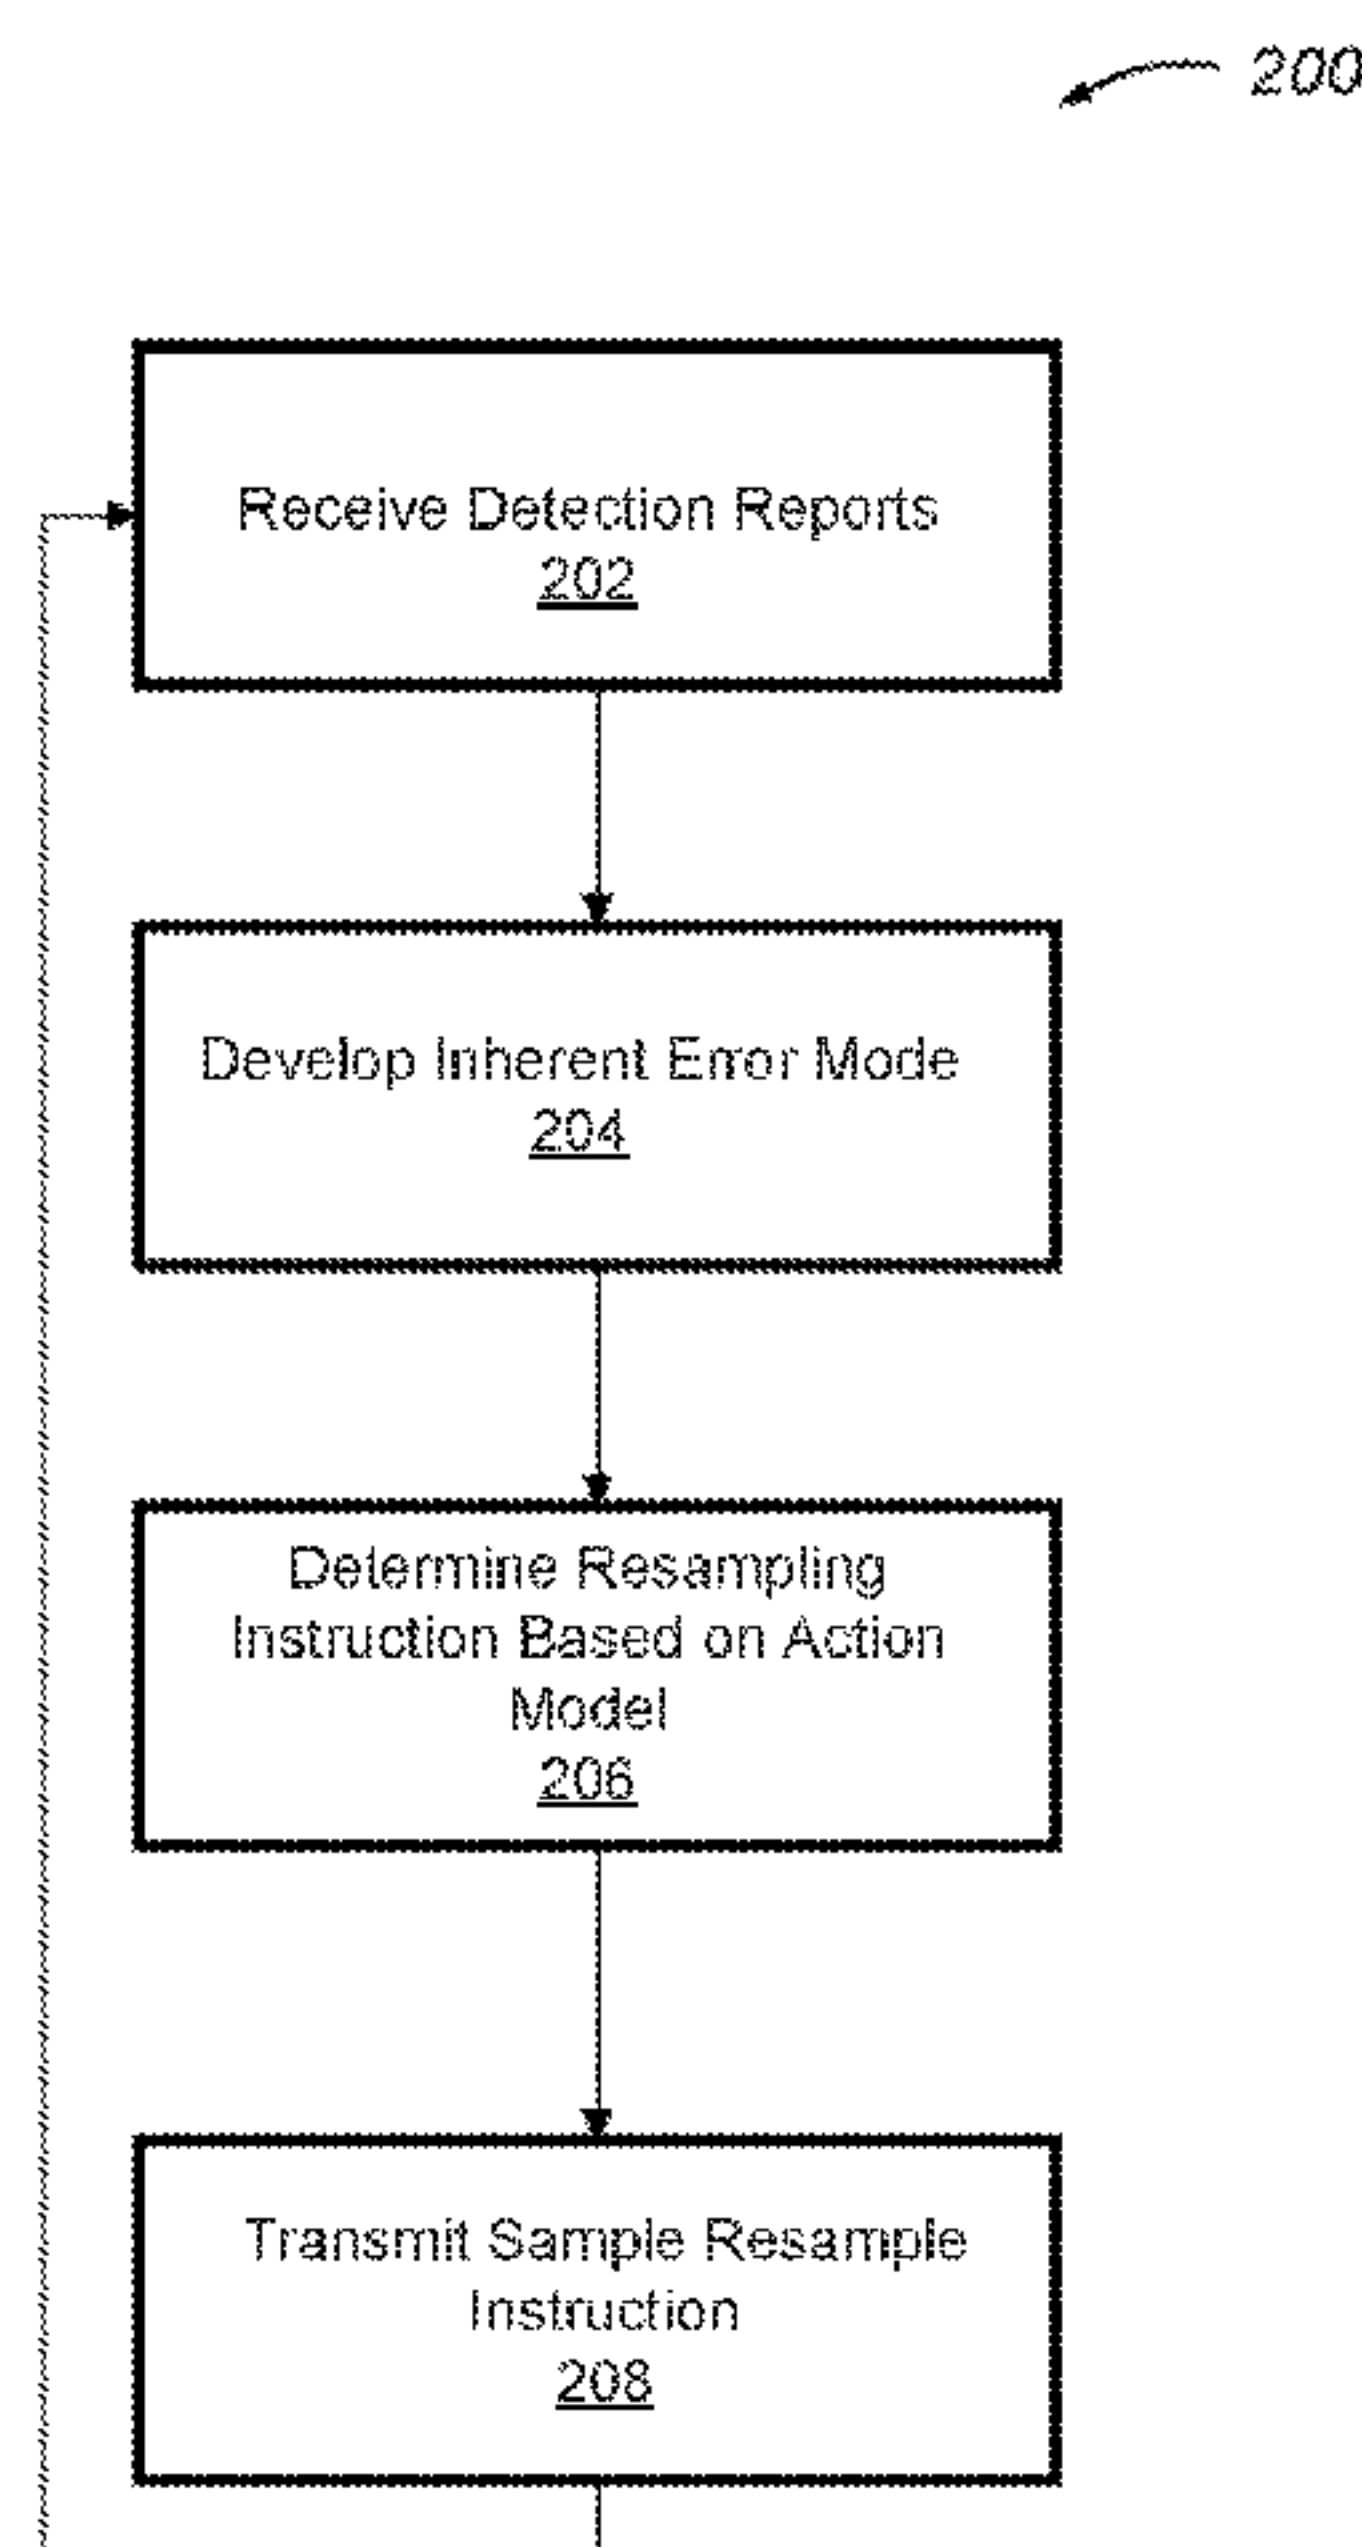 200
Receive Detection Reports
202
Develop Inherent Error Mode
204
Determine Resampling
Instruction Based on Action
Model
206
Transmit Sample Resample
Instruction
208